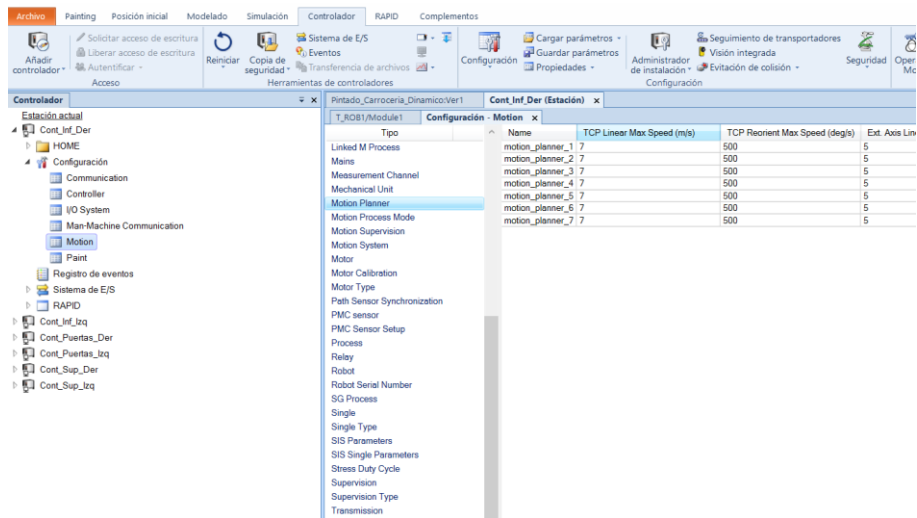 Archivo Painting Posición inicial Modelado Simulación Controlador RAPID Complementos
Añadir controlador
Solicitar acceso de escritura
Liberar acceso de escritura
Autentificar
Acceso
Reiniciar
Copia de seguridad
Sistema de E/S
Eventos
Transferencia de archivos
Herramientas de controladores
Configuración
Cargar parámetros
Guardar parámetros
Propiedades
Administrador de instalación
Seguimiento de transportadores
Visión integrada
Evitación de colisión
Configuración
Seguridad
Controlador
Estación actual
Cont_Inf_Der
HOME
Configuración
Communication
Controller
I/O System
Man-Machine Communication
Motion
Paint
Registro de eventos
Sistema de E/S
RAPID
Cont_Inf_Izq
Cont_Puertas_Der
Cont_Puertas_Izq
Cont_Sup_Der
Cont_Sup_Izq
Pintado_Carroceria_Dinamico:Ver1 Cont_Inf_Der (Estación) x
T_ROB1/Module1 Configuración - Motion x
Tipo
Linked M Process
Mains
Measurement Channel
Mechanical Unit
Motion Planner
Motion Process Mode
Motion Supervision
Motion System
Motor
Motor Calibration
Motor Type
Path Sensor Synchronization
PMC sensor
PMC Sensor Setup
Process
Relay
Robot
Robot Serial Number
SG Process
Single
Single Type
SIS Parameters
SIS Single Parameters
Stress Duty Cycle
Supervision
Supervision Type
Transmission
Name TCP Linear Max Speed (m/s) TCP Reorient Max Speed (deg/s) Ext. Axis
motion_planner_1 7 500 5
motion_planner_2 7 500 5
motion_planner_3 7 500 5
motion_planner_4 7 500 5
motion_planner_5 7 500 5
motion_planner_6 7 500 5
motion_planner_7 7 500 5